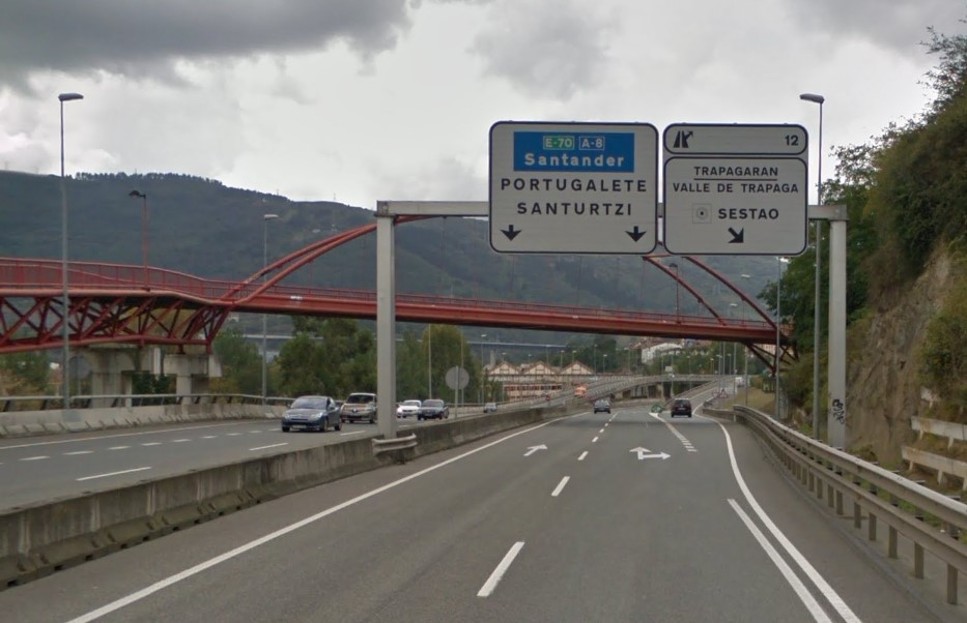 E-70 A-8
Santander
PORTUGALETE
SANTURTZI
12
TRAPAGARAN
VALLE DE TRAPAGA
SESTAO